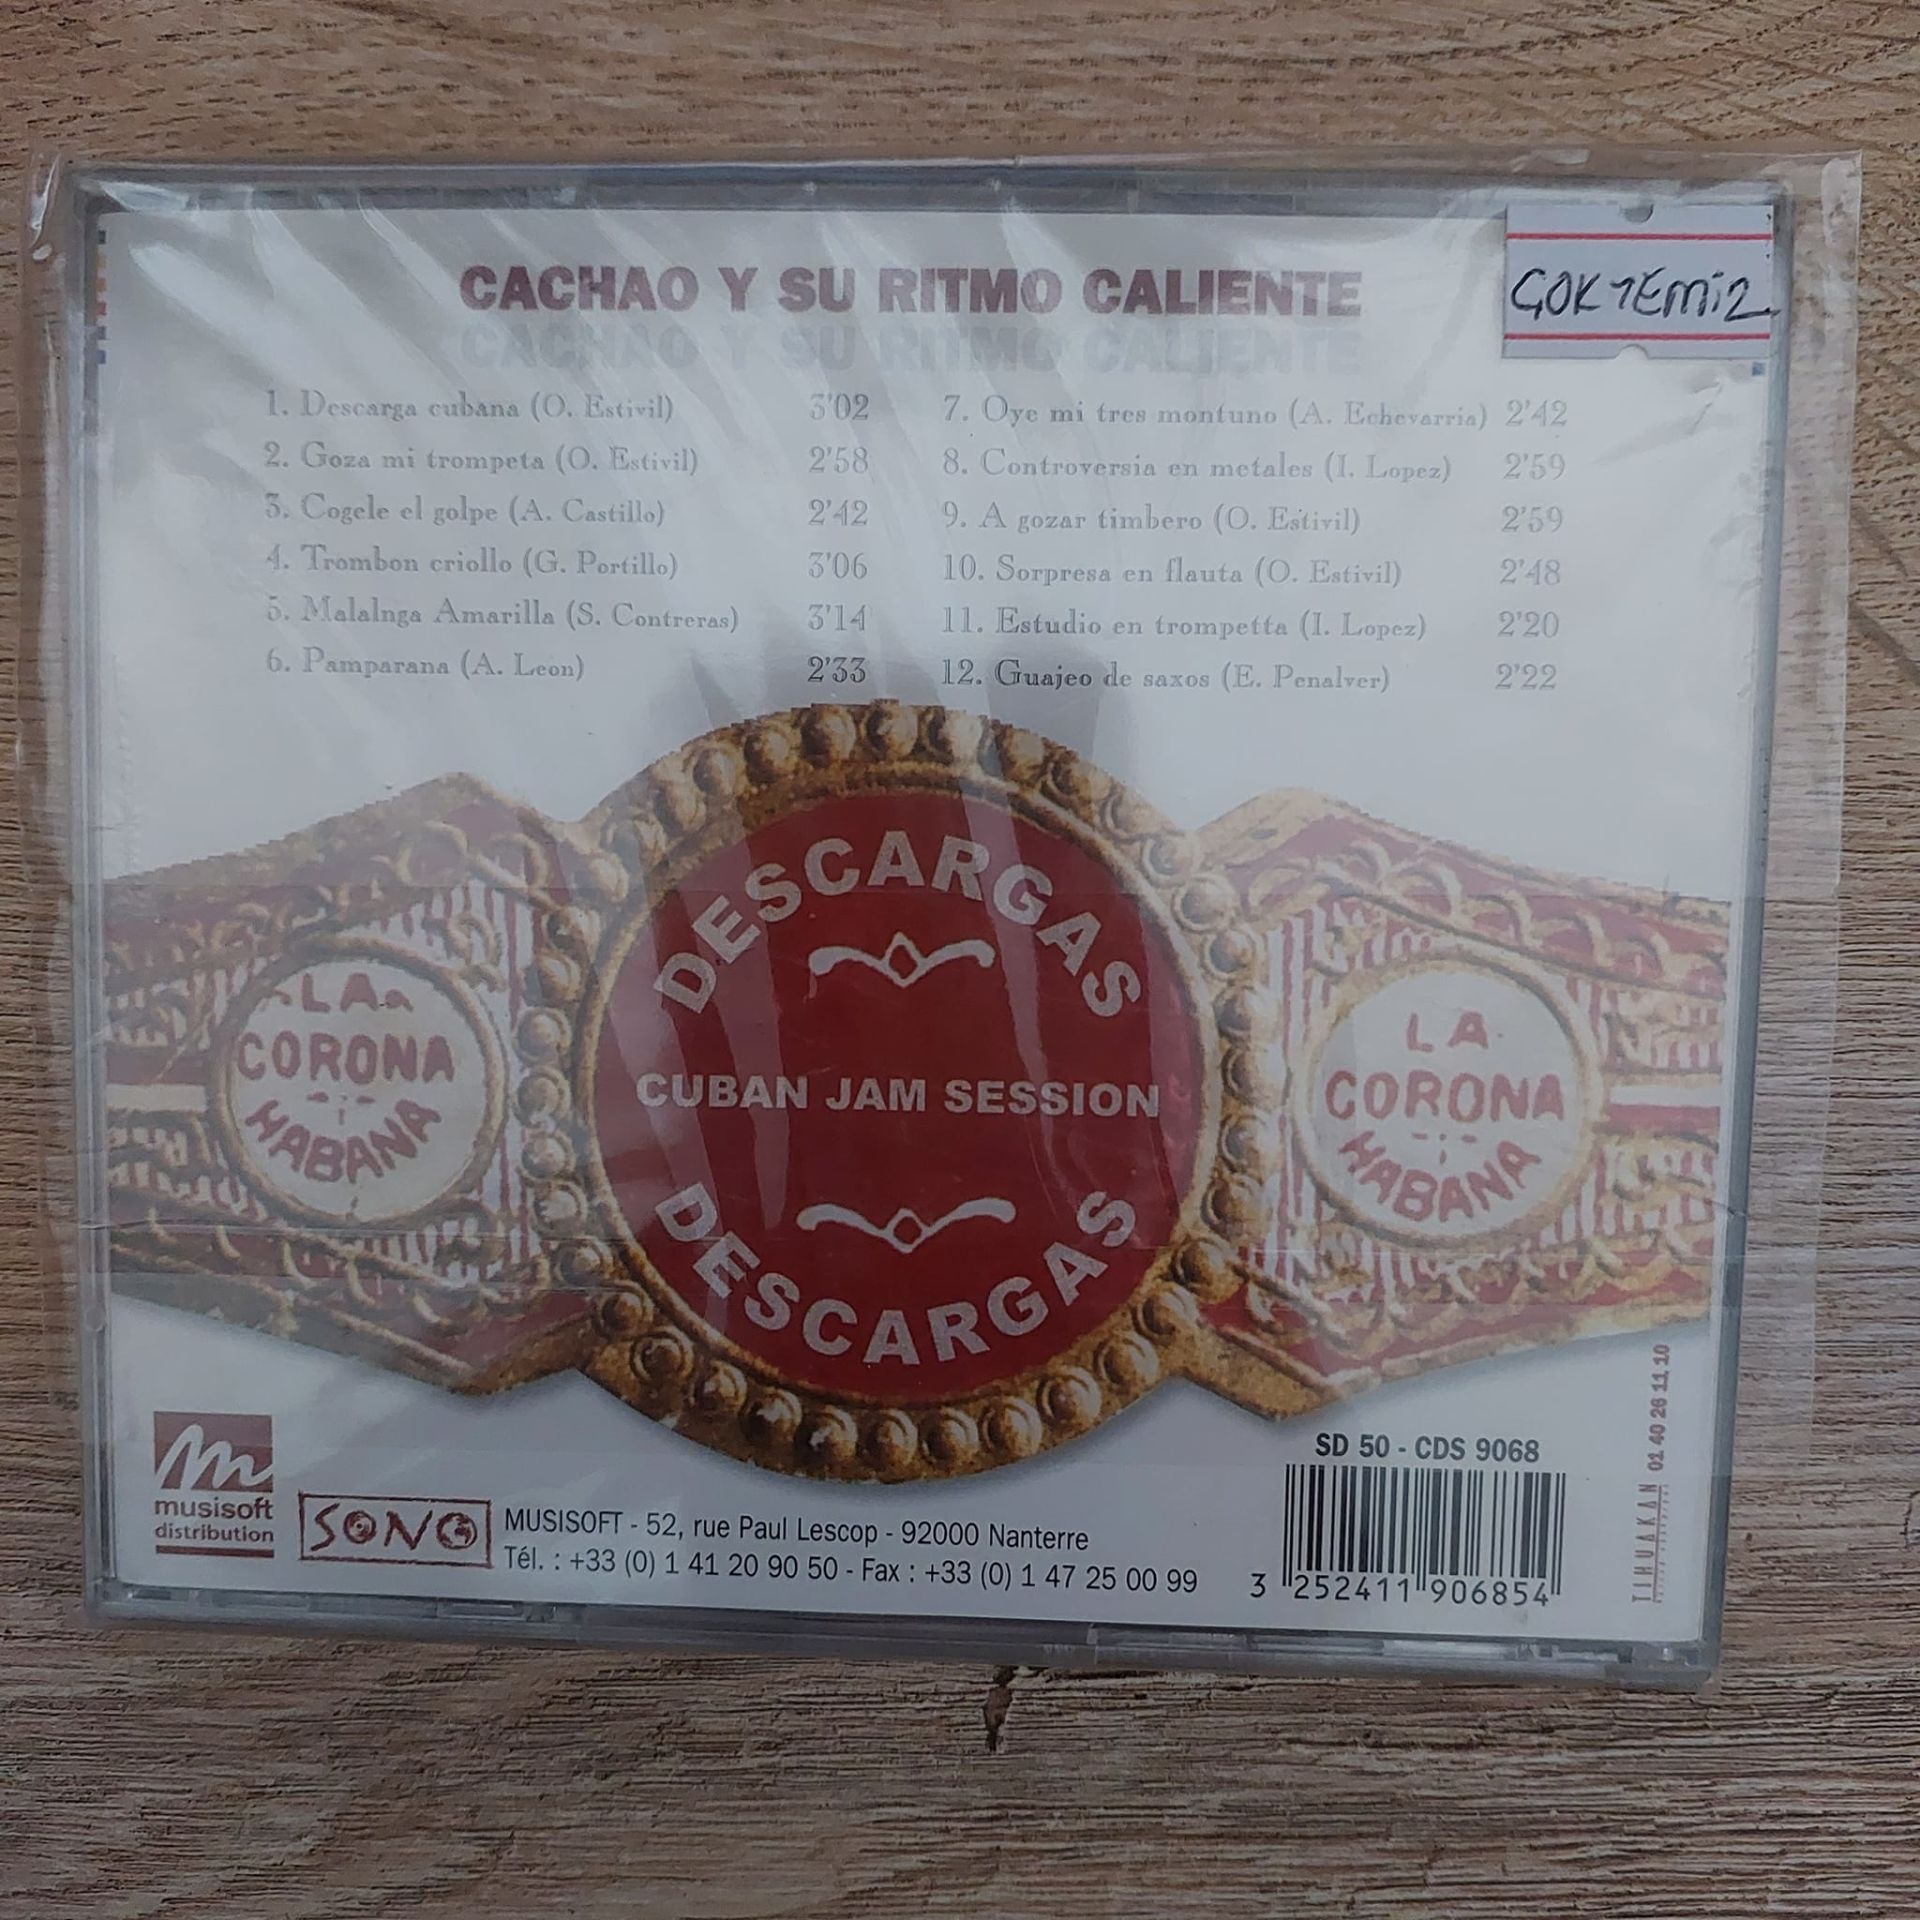 CACHAO Y SU RITMO CALIENTE
GÖKTEMİZ
1. Descarga cubana (O. Estivil) 3'02
2. Goza mi trompeta (O. Estivil) 2'58
3. Cogele el golpe (A. Castillo) 2'42
4. Trombon criollo (G. Portillo) 3'06
5. Malalnga Amarilla (S. Contreras) 3'14
6. Pamparana (A. Leon) 2'33
7. Oye mi tres montuno (A. Echevarria) 2'42
8. Controversia en metales (I. Lopez) 2'59
9. A gozar timbero (O. Estivil) 2'59
10. Sorpresa en flauta (O. Estivil) 2'48
11. Estudio en trompetta (I. Lopez) 2'20
12. Guajeo de saxos (E. Penalver) 2'22
DESCARGAS
CUBAN JAM SESSION
DESCARGAS
LA
CORONA
HABANA
LA
CORONA
HABANA
musisoft
distribution
SONO
MUSISOFT - 52, rue Paul Lescop - 92000 Nanterre
Tél. : +33 (0) 1 41 20 90 50 - Fax : +33 (0) 1 47 25 00 99
SD 50 - CDS 9068
3 252411 906854
TIHUAKAN 01 40 26 11 10